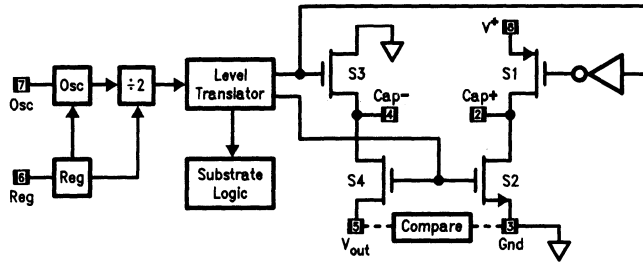 8
V+
7
Osc
Osc
÷2
Level
Translator
S3
S1
Cap-
4
Cap+
2
6
Reg
Reg
Substrate
Logic
S4
S2
5
Vout
Compare
3
Gnd